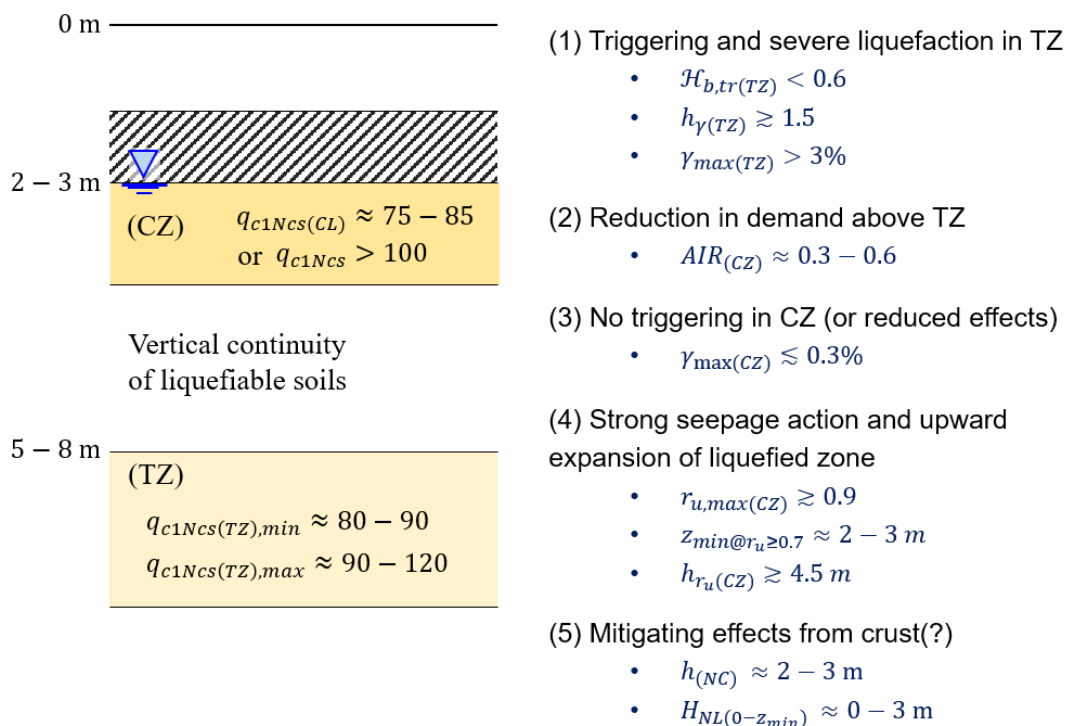 0 m
2 − 3 m
(CZ)
q_{c1Ncs(CL)} ≈ 75 − 85
or q_{c1Ncs} > 100
Vertical continuity
of liquefiable soils
5 − 8 m
(TZ)
q_{c1Ncs(TZ),min} ≈ 80 − 90
q_{c1Ncs(TZ),max} ≈ 90 − 120
(1) Triggering and severe liquefaction in TZ
• ℋ_{b,tr(TZ)} < 0.6
• h_{γ(TZ)} ≳ 1.5
• γ_{max(TZ)} > 3%
(2) Reduction in demand above TZ
• AIR_{(CZ)} ≈ 0.3 − 0.6
(3) No triggering in CZ (or reduced effects)
• γ_{max(CZ)} ≲ 0.3%
(4) Strong seepage action and upward
expansion of liquefied zone
• r_{u,max(CZ)} ≳ 0.9
• z_{min@r_u≥0.7} ≈ 2 − 3 m
• h_{r_u(CZ)} ≳ 4.5 m
(5) Mitigating effects from crust(?)
• h_{(NC)} ≈ 2 − 3 m
• H_{NL(0−z_{min})} ≈ 0 − 3 m